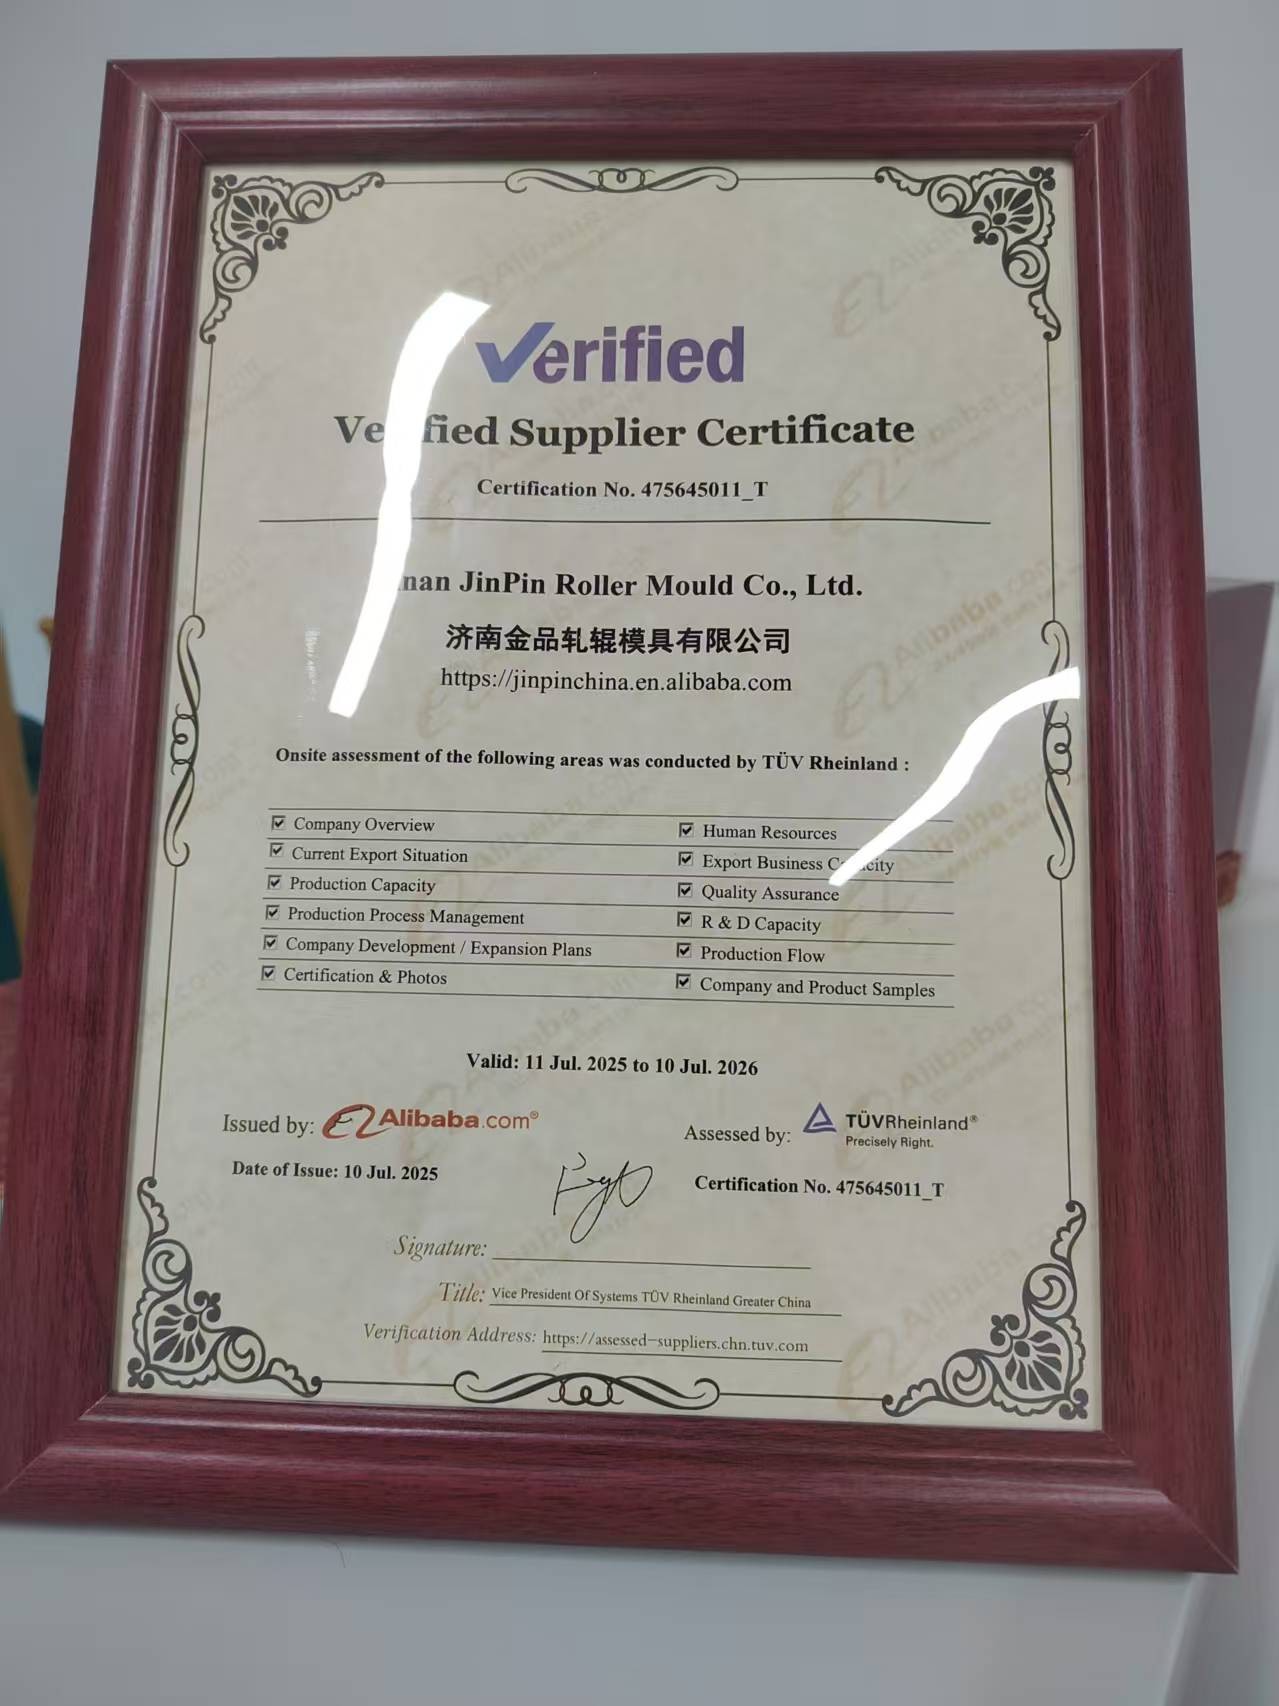 Verified
Verified Supplier Certificate
Certification No. 475645011_T
JinPin Roller Mould Co., Ltd.
济南金品轧辊模具有限公司
https://jinpinchina.en.alibaba.com
Onsite assessment of the following areas was conducted by TÜV Rheinland :
Company Overview
Human Resources
Current Export Situation
Export Business Capacity
Production Capacity
Quality Assurance
Production Process Management
R & D Capacity
Company Development / Expansion Plans
Production Flow
Certification & Photos
Company and Product Samples
Valid: 11 Jul. 2025 to 10 Jul. 2026
Issued by: Alibaba.com®
Assessed by: TÜVRheinland®
Precisely Right.
Date of Issue: 10 Jul. 2025
Certification No. 475645011_T
Signature:
Title: Vice President Of Systems TÜV Rheinland Greater China
Verification Address: https://assessed-suppliers.chn.tuv.com